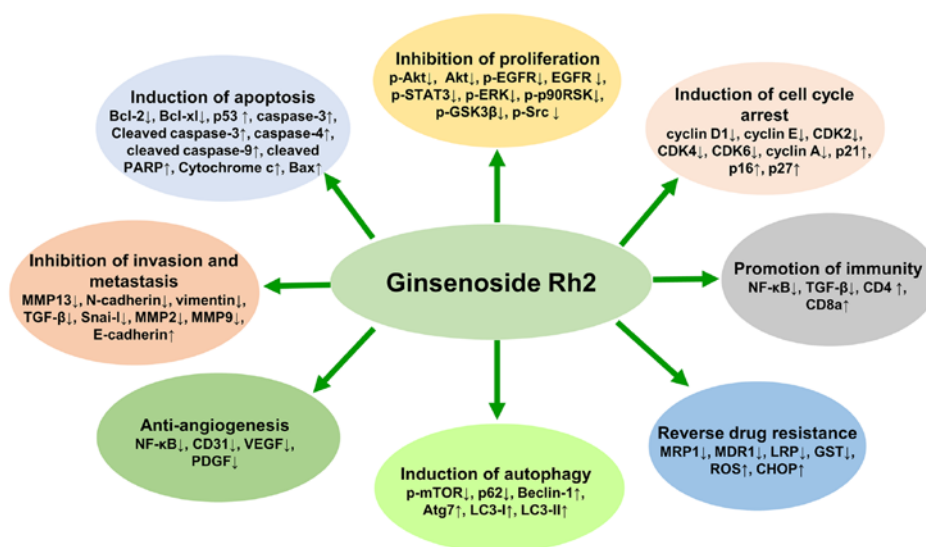 Inhibition of proliferation
p-Akt↓, Akt↓, p-EGFR↓, EGFR ↓,
p-STAT3↓, p-ERK↓, p-p90RSK↓,
p-GSK3β↓, p-Src ↓
Induction of apoptosis
Bcl-2↓, Bcl-xl↓, p53 ↑, caspase-3↑,
Cleaved caspase-3↑, caspase-4↑,
cleaved caspase-9↑, cleaved
PARP↑, Cytochrome c↑, Bax↑
Induction of cell cycle
arrest
cyclin D1↓, cyclin E↓, CDK2↓,
CDK4↓, CDK6↓, cyclin A↓, p21↑,
p16↑, p27↑
Inhibition of invasion and
metastasis
MMP13↓, N-cadherin↓, vimentin↓,
TGF-β↓, Snai-l↓, MMP2↓, MMP9↓,
E-cadherin↑
Ginsenoside Rh2
Promotion of immunity
NF-κB↓, TGF-β↓, CD4 ↑,
CD8a↑
Anti-angiogenesis
NF-κB↓, CD31↓, VEGF↓,
PDGF↓
Induction of autophagy
p-mTOR↓, p62↓, Beclin-1↑,
Atg7↑, LC3-I↑, LC3-II↑
Reverse drug resistance
MRP1↓, MDR1↓, LRP↓, GST↓,
ROS↑, CHOP↑